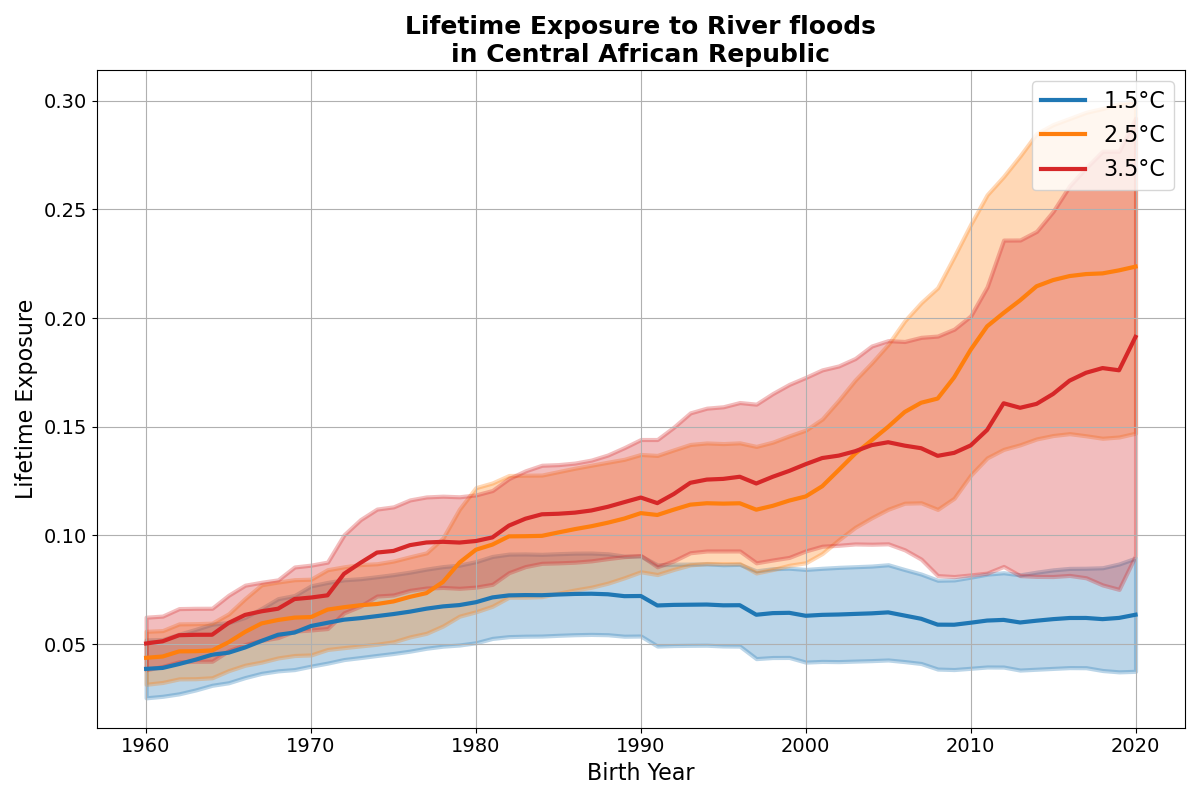 Lifetime Exposure to River floods
in Central African Republic
1.5°C
2.5°C
3.5°C
Lifetime Exposure
0.30
0.25
0.20
0.15
0.10
0.05
1960 1970 1980 1990 2000 2010 2020
Birth Year